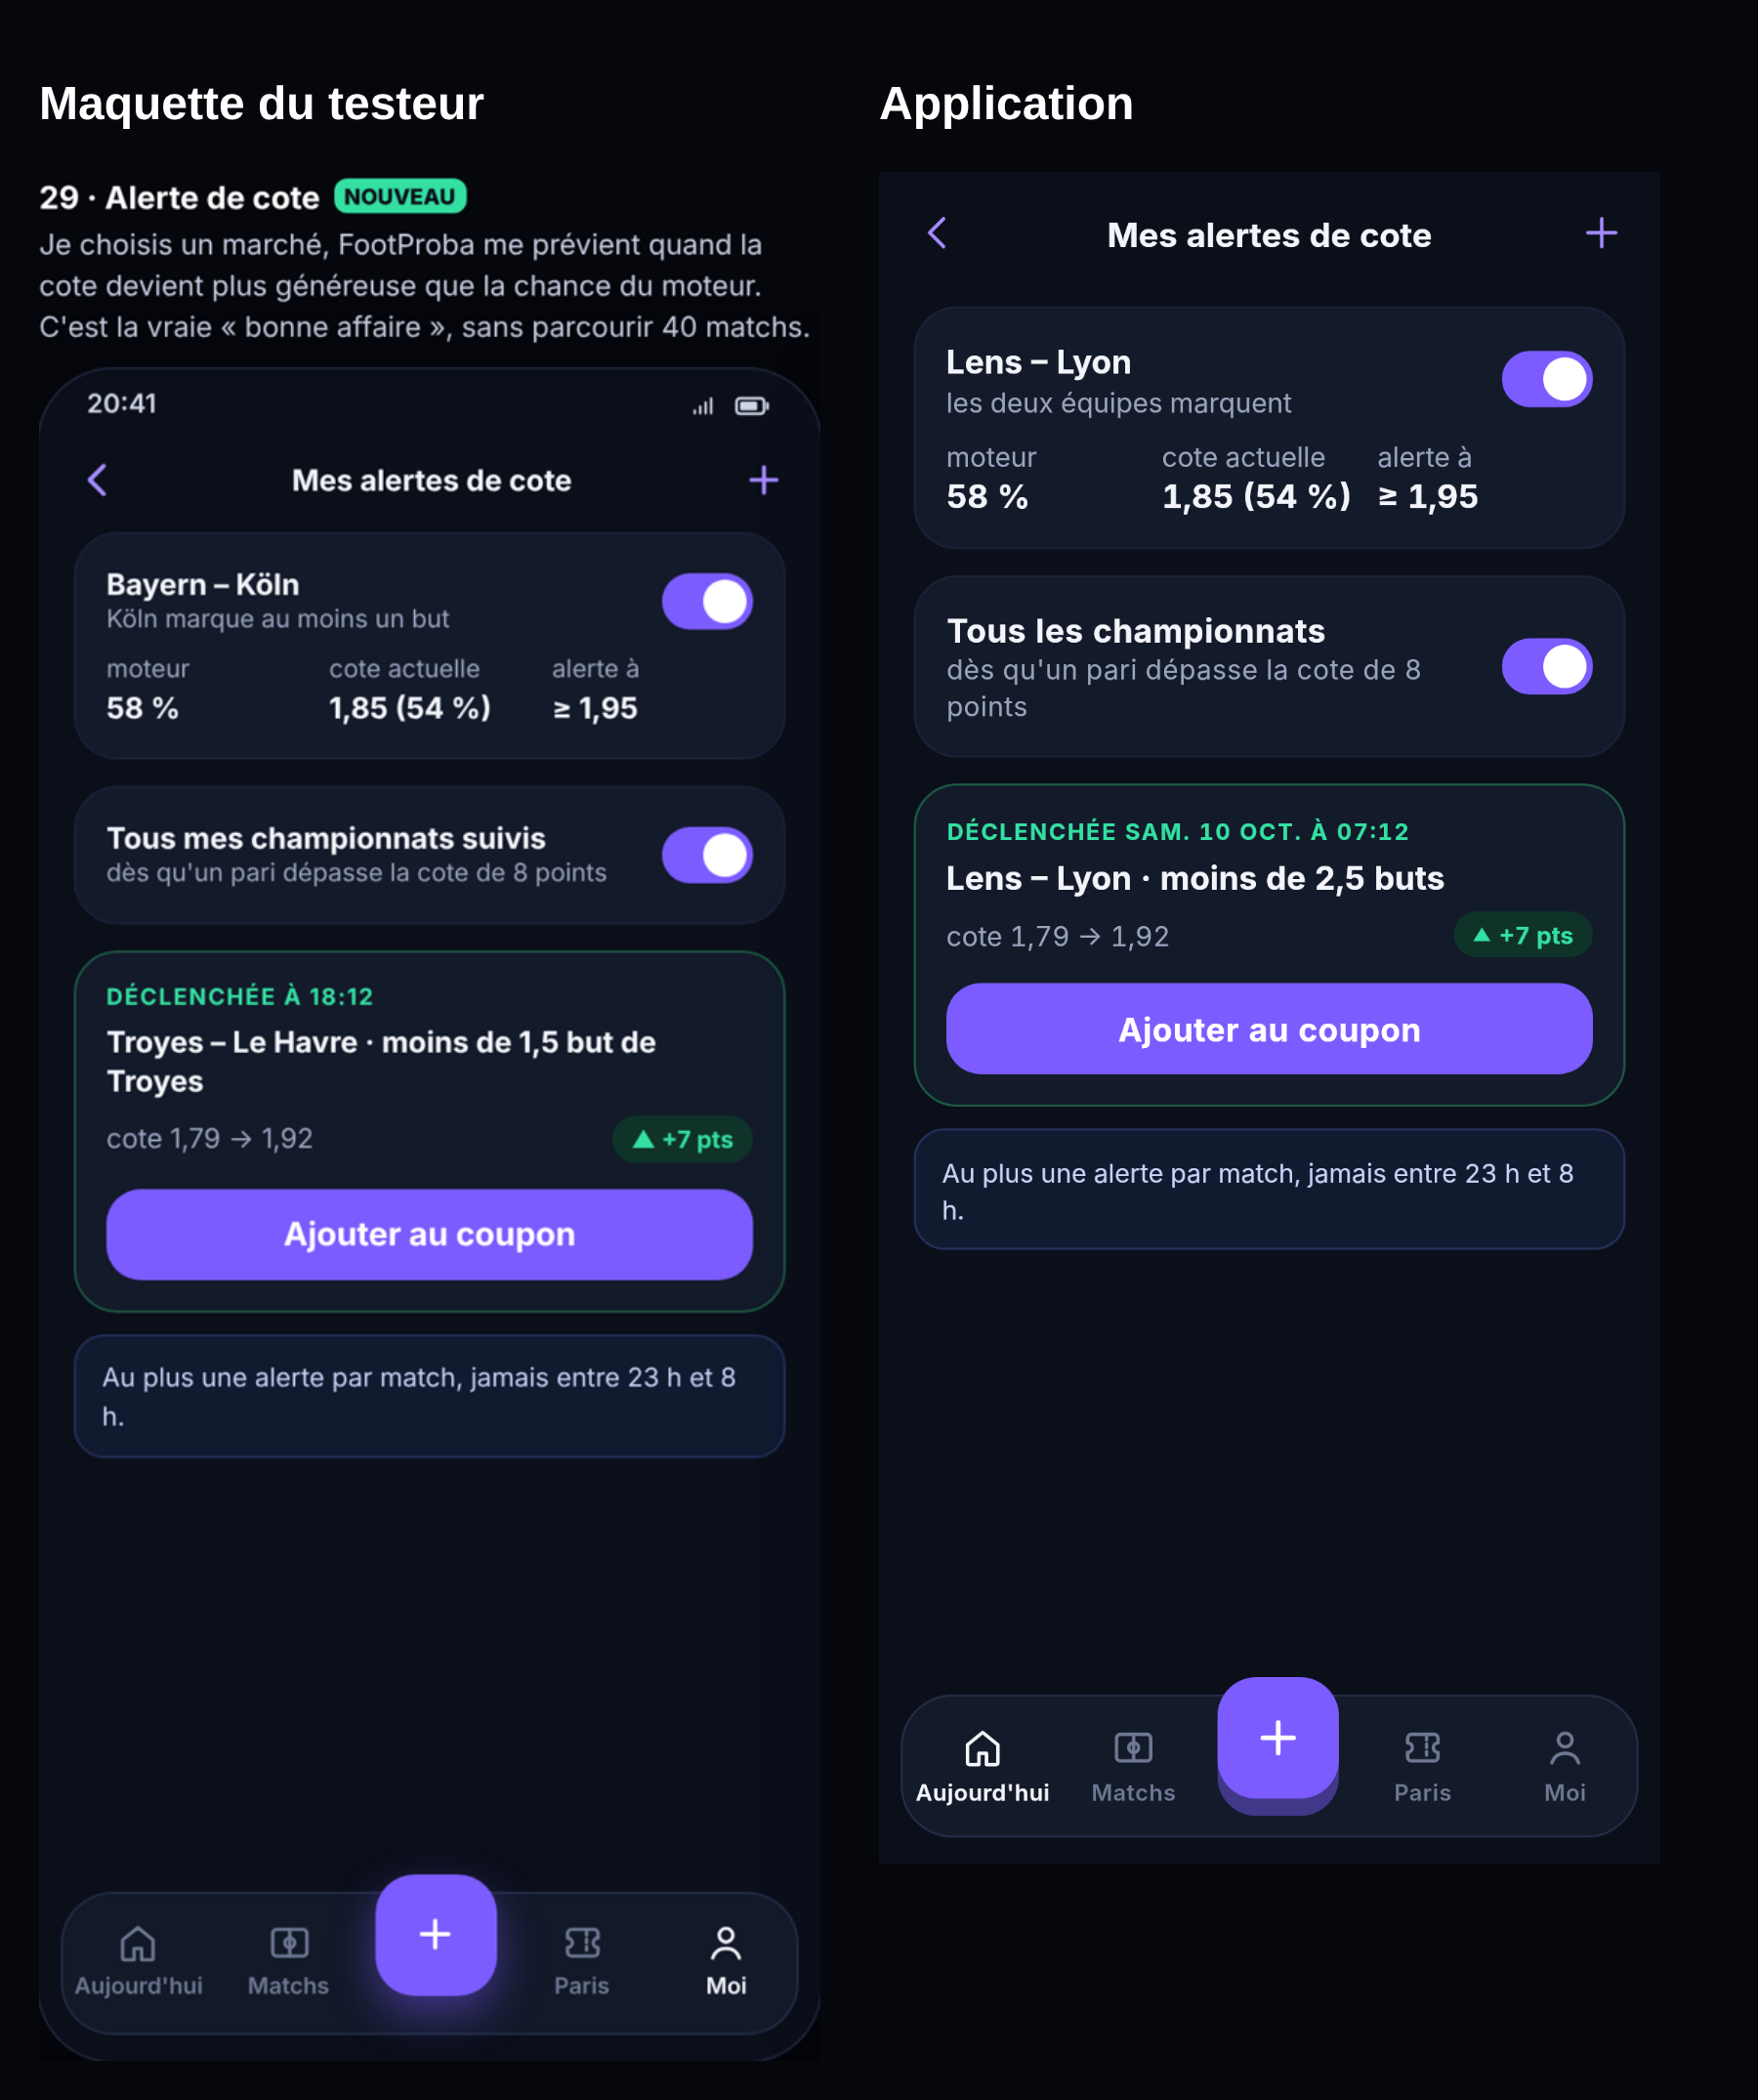 Maquette du testeur
29 · Alerte de cote NOUVEAU
Je choisis un marché, FootProba me prévient quand la
cote devient plus généreuse que la chance du moteur.
C'est la vraie « bonne affaire », sans parcourir 40 matchs.
20:41
Mes alertes de cote
Bayern – Köln
Köln marque au moins un but
moteur cote actuelle alerte à
58 % 1,85 (54 %) ≥ 1,95
Tous mes championnats suivis
dès qu'un pari dépasse la cote de 8 points
DÉCLENCHÉE À 18:12
Troyes – Le Havre · moins de 1,5 but de
Troyes
cote 1,79 → 1,92 ▲ +7 pts
Ajouter au coupon
Au plus une alerte par match, jamais entre 23 h et 8
h.
Aujourd'hui Matchs + Paris Moi
Application
Mes alertes de cote +
Lens – Lyon
les deux équipes marquent
moteur cote actuelle alerte à
58 % 1,85 (54 %) ≥ 1,95
Tous les championnats
dès qu'un pari dépasse la cote de 8
points
DÉCLENCHÉE SAM. 10 OCT. À 07:12
Lens – Lyon · moins de 2,5 buts
cote 1,79 → 1,92 ▲ +7 pts
Ajouter au coupon
Au plus une alerte par match, jamais entre 23 h et 8
h.
Aujourd'hui Matchs + Paris Moi